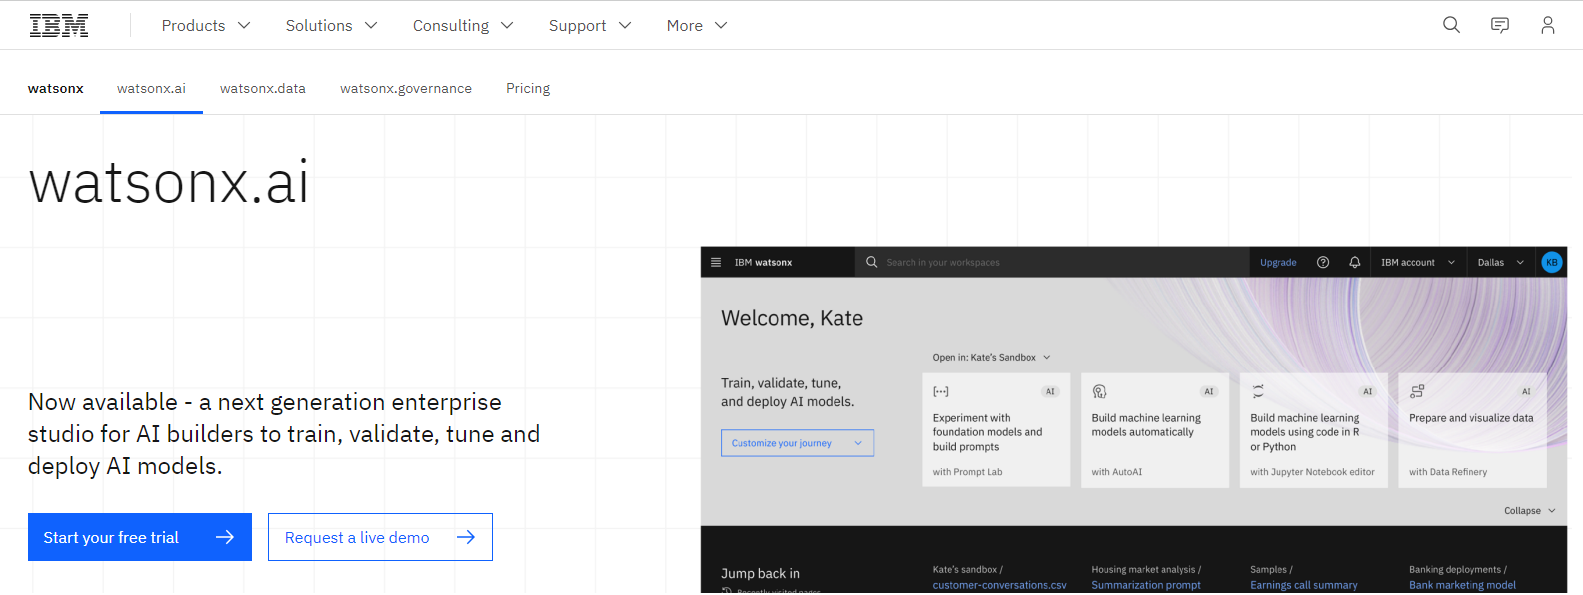 IBM Products Solutions Consulting Support More
watsonx watsonx.ai watsonx.data watsonx.governance Pricing
watsonx.ai
Now available - a next generation enterprise
studio for AI builders to train, validate, tune and
deploy AI models.
Start your free trial
Request a live demo
IBM watsonx Search in your workspaces Upgrade IBM account Dallas KB
Welcome, Kate
Train, validate, tune,
and deploy AI models.
Customize your journey
Open in: Kate's Sandbox
AI
Experiment with
foundation models and
build prompts
with Prompt Lab
AI
Build machine learning
models automatically
with AutoAI
AI
Build machine learning
models using code in R
or Python
with Jupyter Notebook editor
AI
Prepare and visualize data
with Data Refinery
Collapse
Jump back in
Recently visited pages
Kate's sandbox /
customer-conversations.csv
Housing market analysis /
Summarization prompt
Samples /
Earnings call summary
Banking deployments /
Bank marketing model